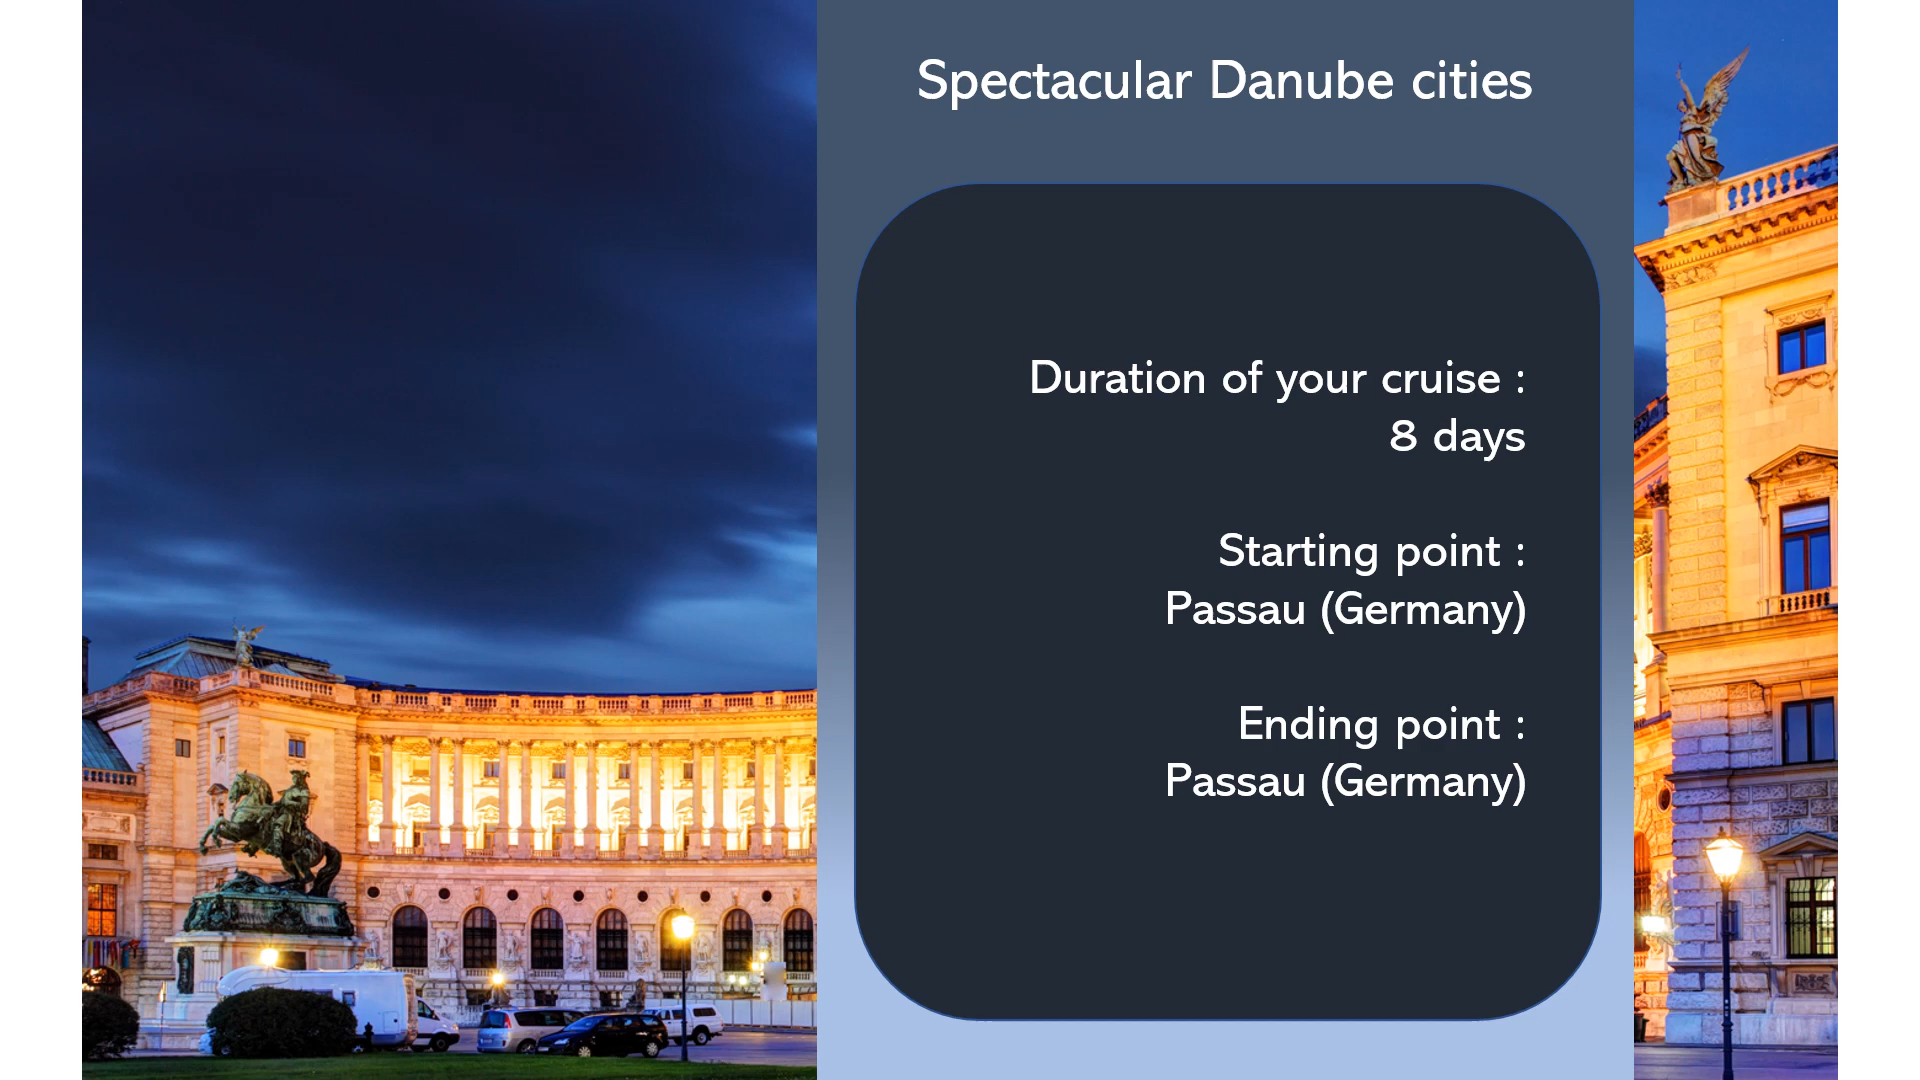 Spectacular Danube cities
Duration of your cruise :
8 days
Starting point :
Passau (Germany)
Ending point :
Passau (Germany)